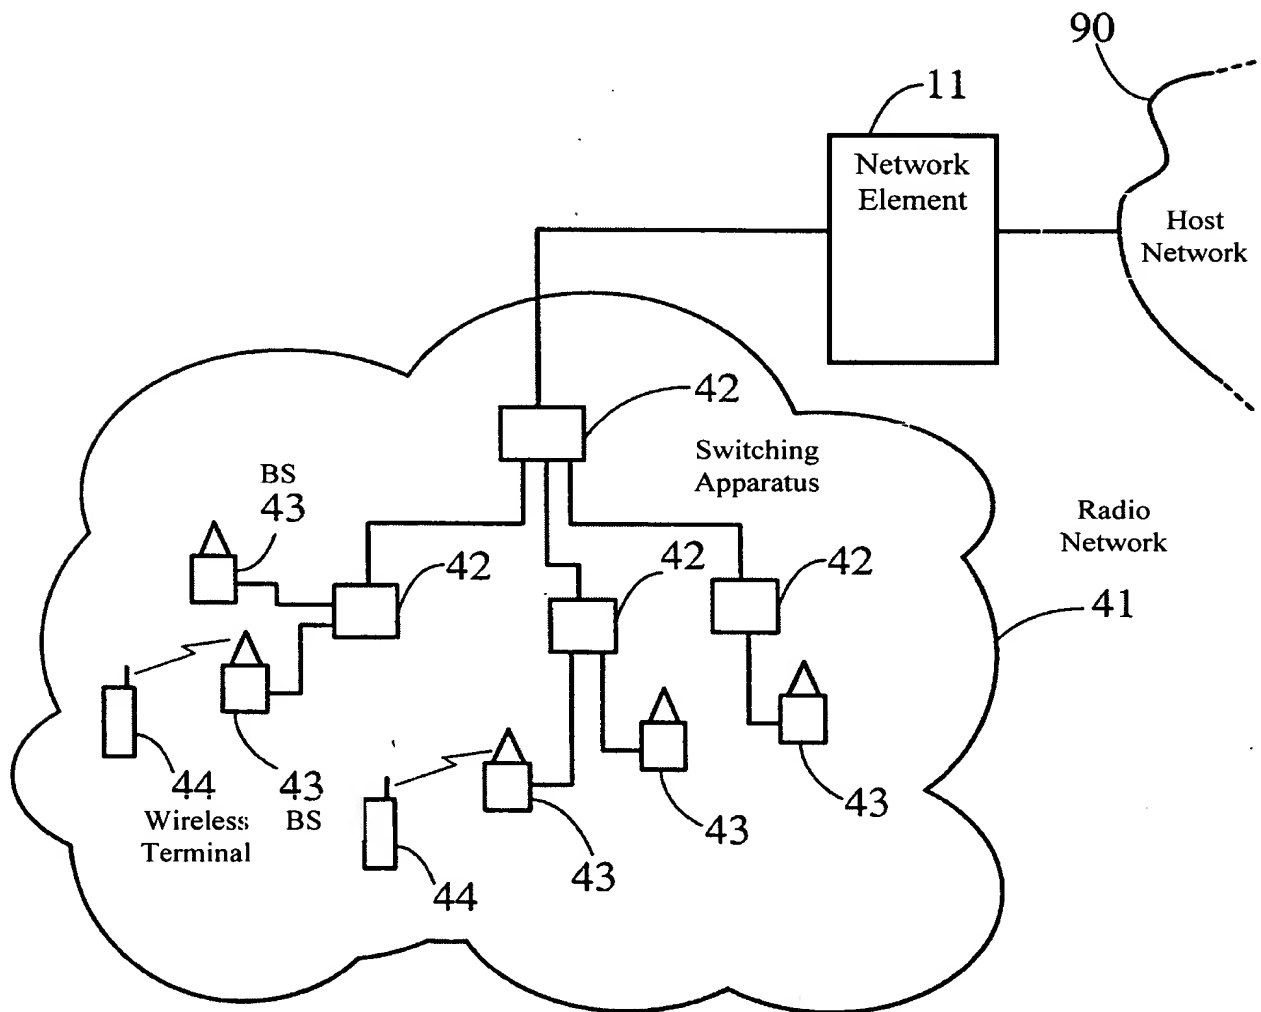 90
11
Network
Element
Host
Network
42
Switching
Apparatus
BS
43
Radio
Network
42
42
42
41
44
43
Wireless
BS
Terminal
43
43
43
44